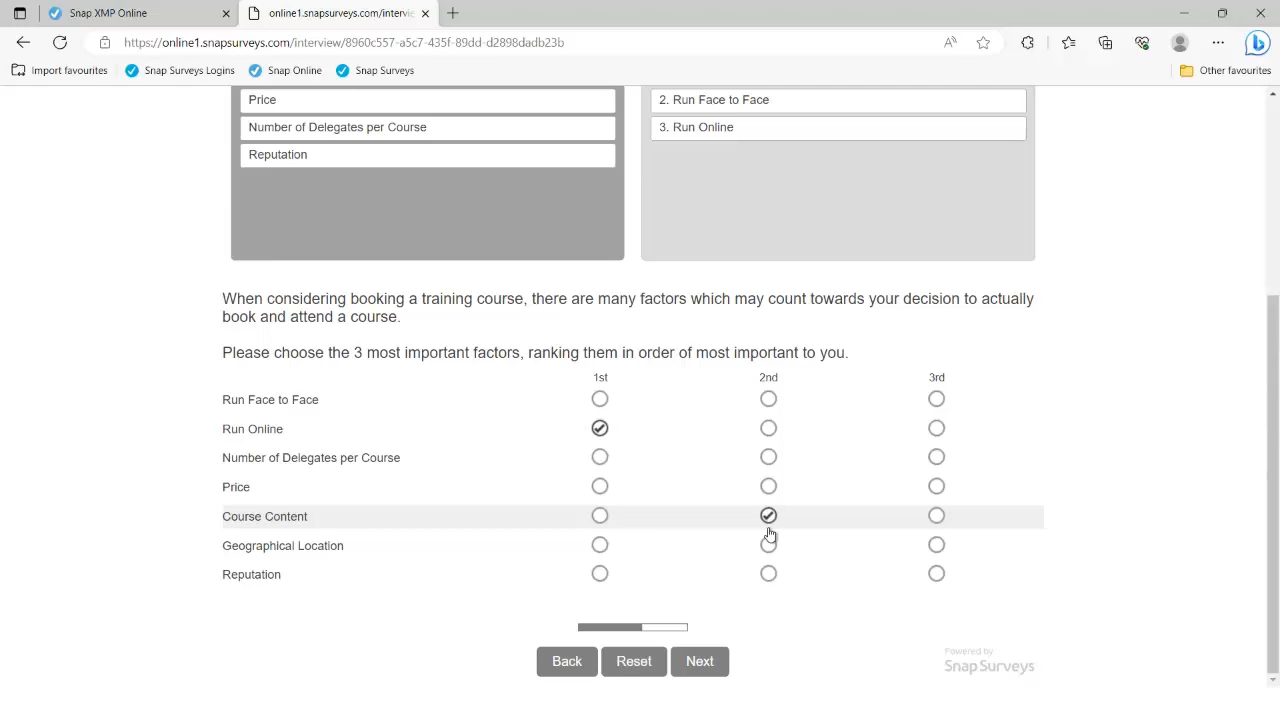 Snap XMP Online
online1.snapsurveys.com/intervie
https://online1.snapsurveys.com/interview/8960c557-a5c7-435f-89dd-d2898dadb23b
Import favourites
Snap Surveys Logins
Snap Online
Snap Surveys
Other favourites
Price
Number of Delegates per Course
Reputation
2. Run Face to Face
3. Run Online
When considering booking a training course, there are many factors which may count towards your decision to actually
book and attend a course.
Please choose the 3 most important factors, ranking them in order of most important to you.
1st 2nd 3rd
Run Face to Face
Run Online
Number of Delegates per Course
Price
Course Content
Geographical Location
Reputation
Back Reset Next
Powered by
SnapSurveys